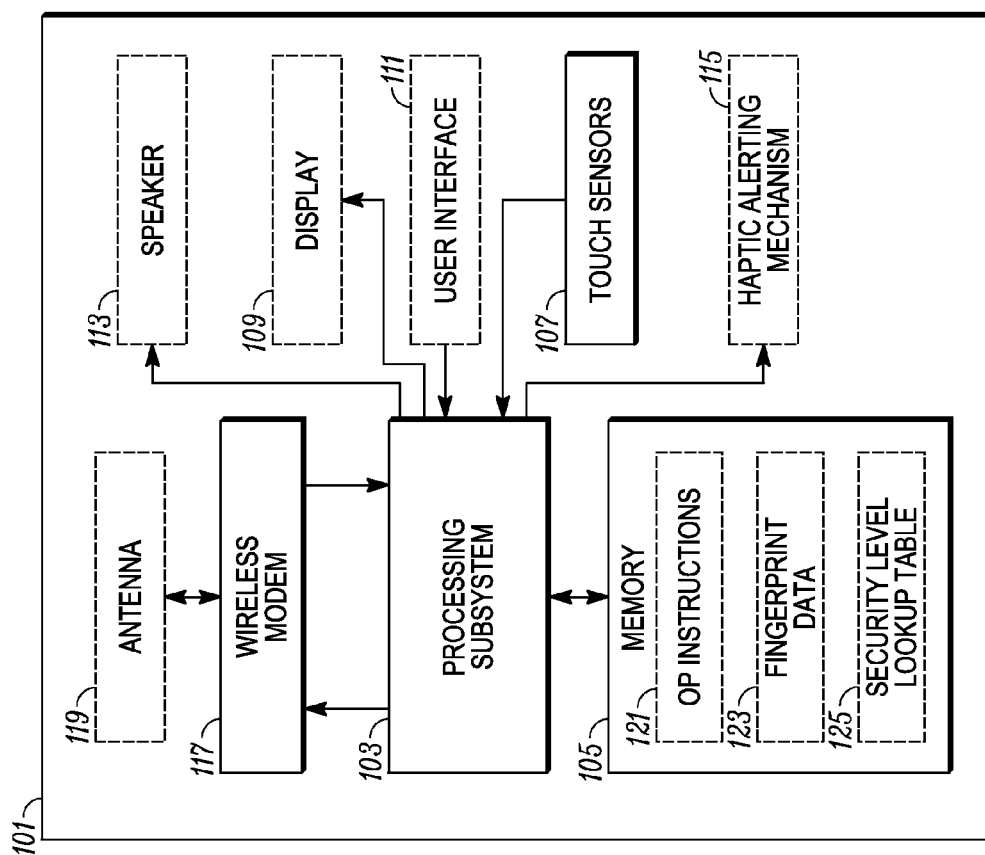 101
119
ANTENNA
117
WIRELESS
MODEM
103
PROCESSING
SUBSYSTEM
105
MEMORY
121
OP INSTRUCTIONS
123
FINGERPRINT
DATA
125
SECURITY LEVEL
LOOKUP TABLE
113
SPEAKER
109
DISPLAY
111
USER INTERFACE
107
TOUCH SENSORS
115
HAPTIC ALERTING
MECHANISM